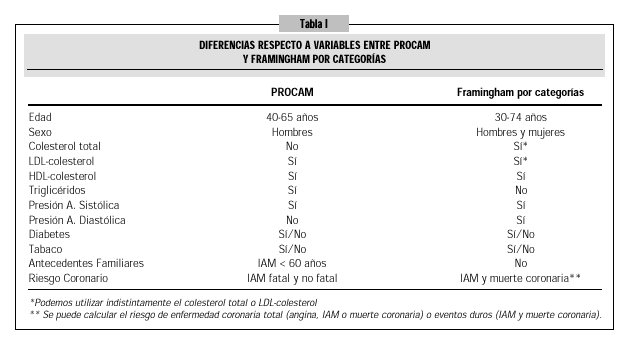 Tabla I
DIFERENCIAS RESPECTO A VARIABLES ENTRE PROCAM
Y FRAMINGHAM POR CATEGORÍAS
PROCAM Framingham por categorías
Edad 40-65 años 30-74 años
Sexo Hombres Hombres y mujeres
Colesterol total No Sí*
LDL-colesterol Sí Sí*
HDL-colesterol Sí Sí
Triglicéridos Sí No
Presión A. Sistólica Sí Sí
Presión A. Diastólica No Sí
Diabetes Sí/No Sí/No
Tabaco Sí/No Sí/No
Antecedentes Familiares IAM < 60 años No
Riesgo Coronario IAM fatal y no fatal IAM y muerte coronaria**
*Podemos utilizar indistintamente el colesterol total o LDL-colesterol
** Se puede calcular el riesgo de enfermedad coronaria total (angina, IAM o muerte coronaria) o eventos duros (IAM y muerte coronaria).